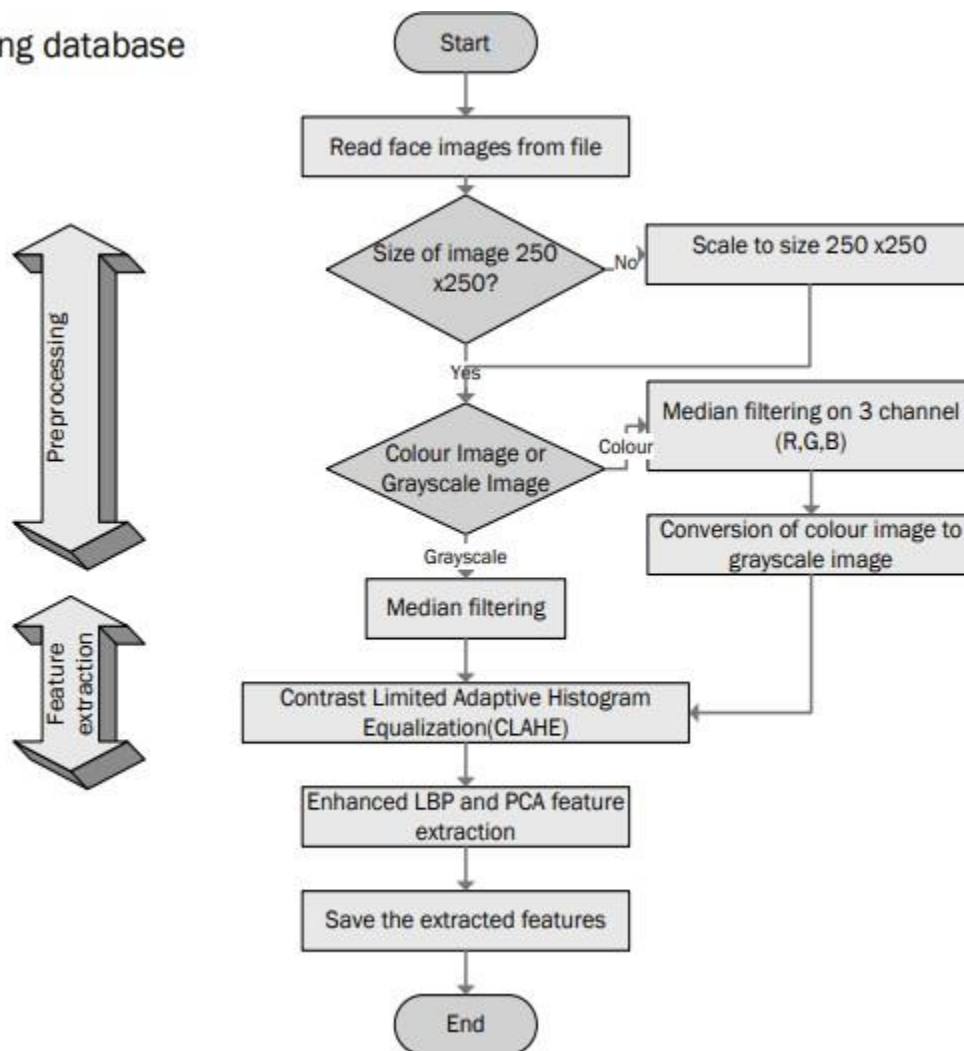 ng database
Start
Read face images from file
Size of image 250
x250?
No
Scale to size 250 x250
Yes
Colour Image or
Grayscale Image
Colour
Median filtering on 3 channel
(R,G,B)
Conversion of colour image to
grayscale image
Grayscale
Median filtering
Contrast Limited Adaptive Histogram
Equalization(CLAHE)
Enhanced LBP and PCA feature
extraction
Save the extracted features
End
Preprocessing
Feature
extraction